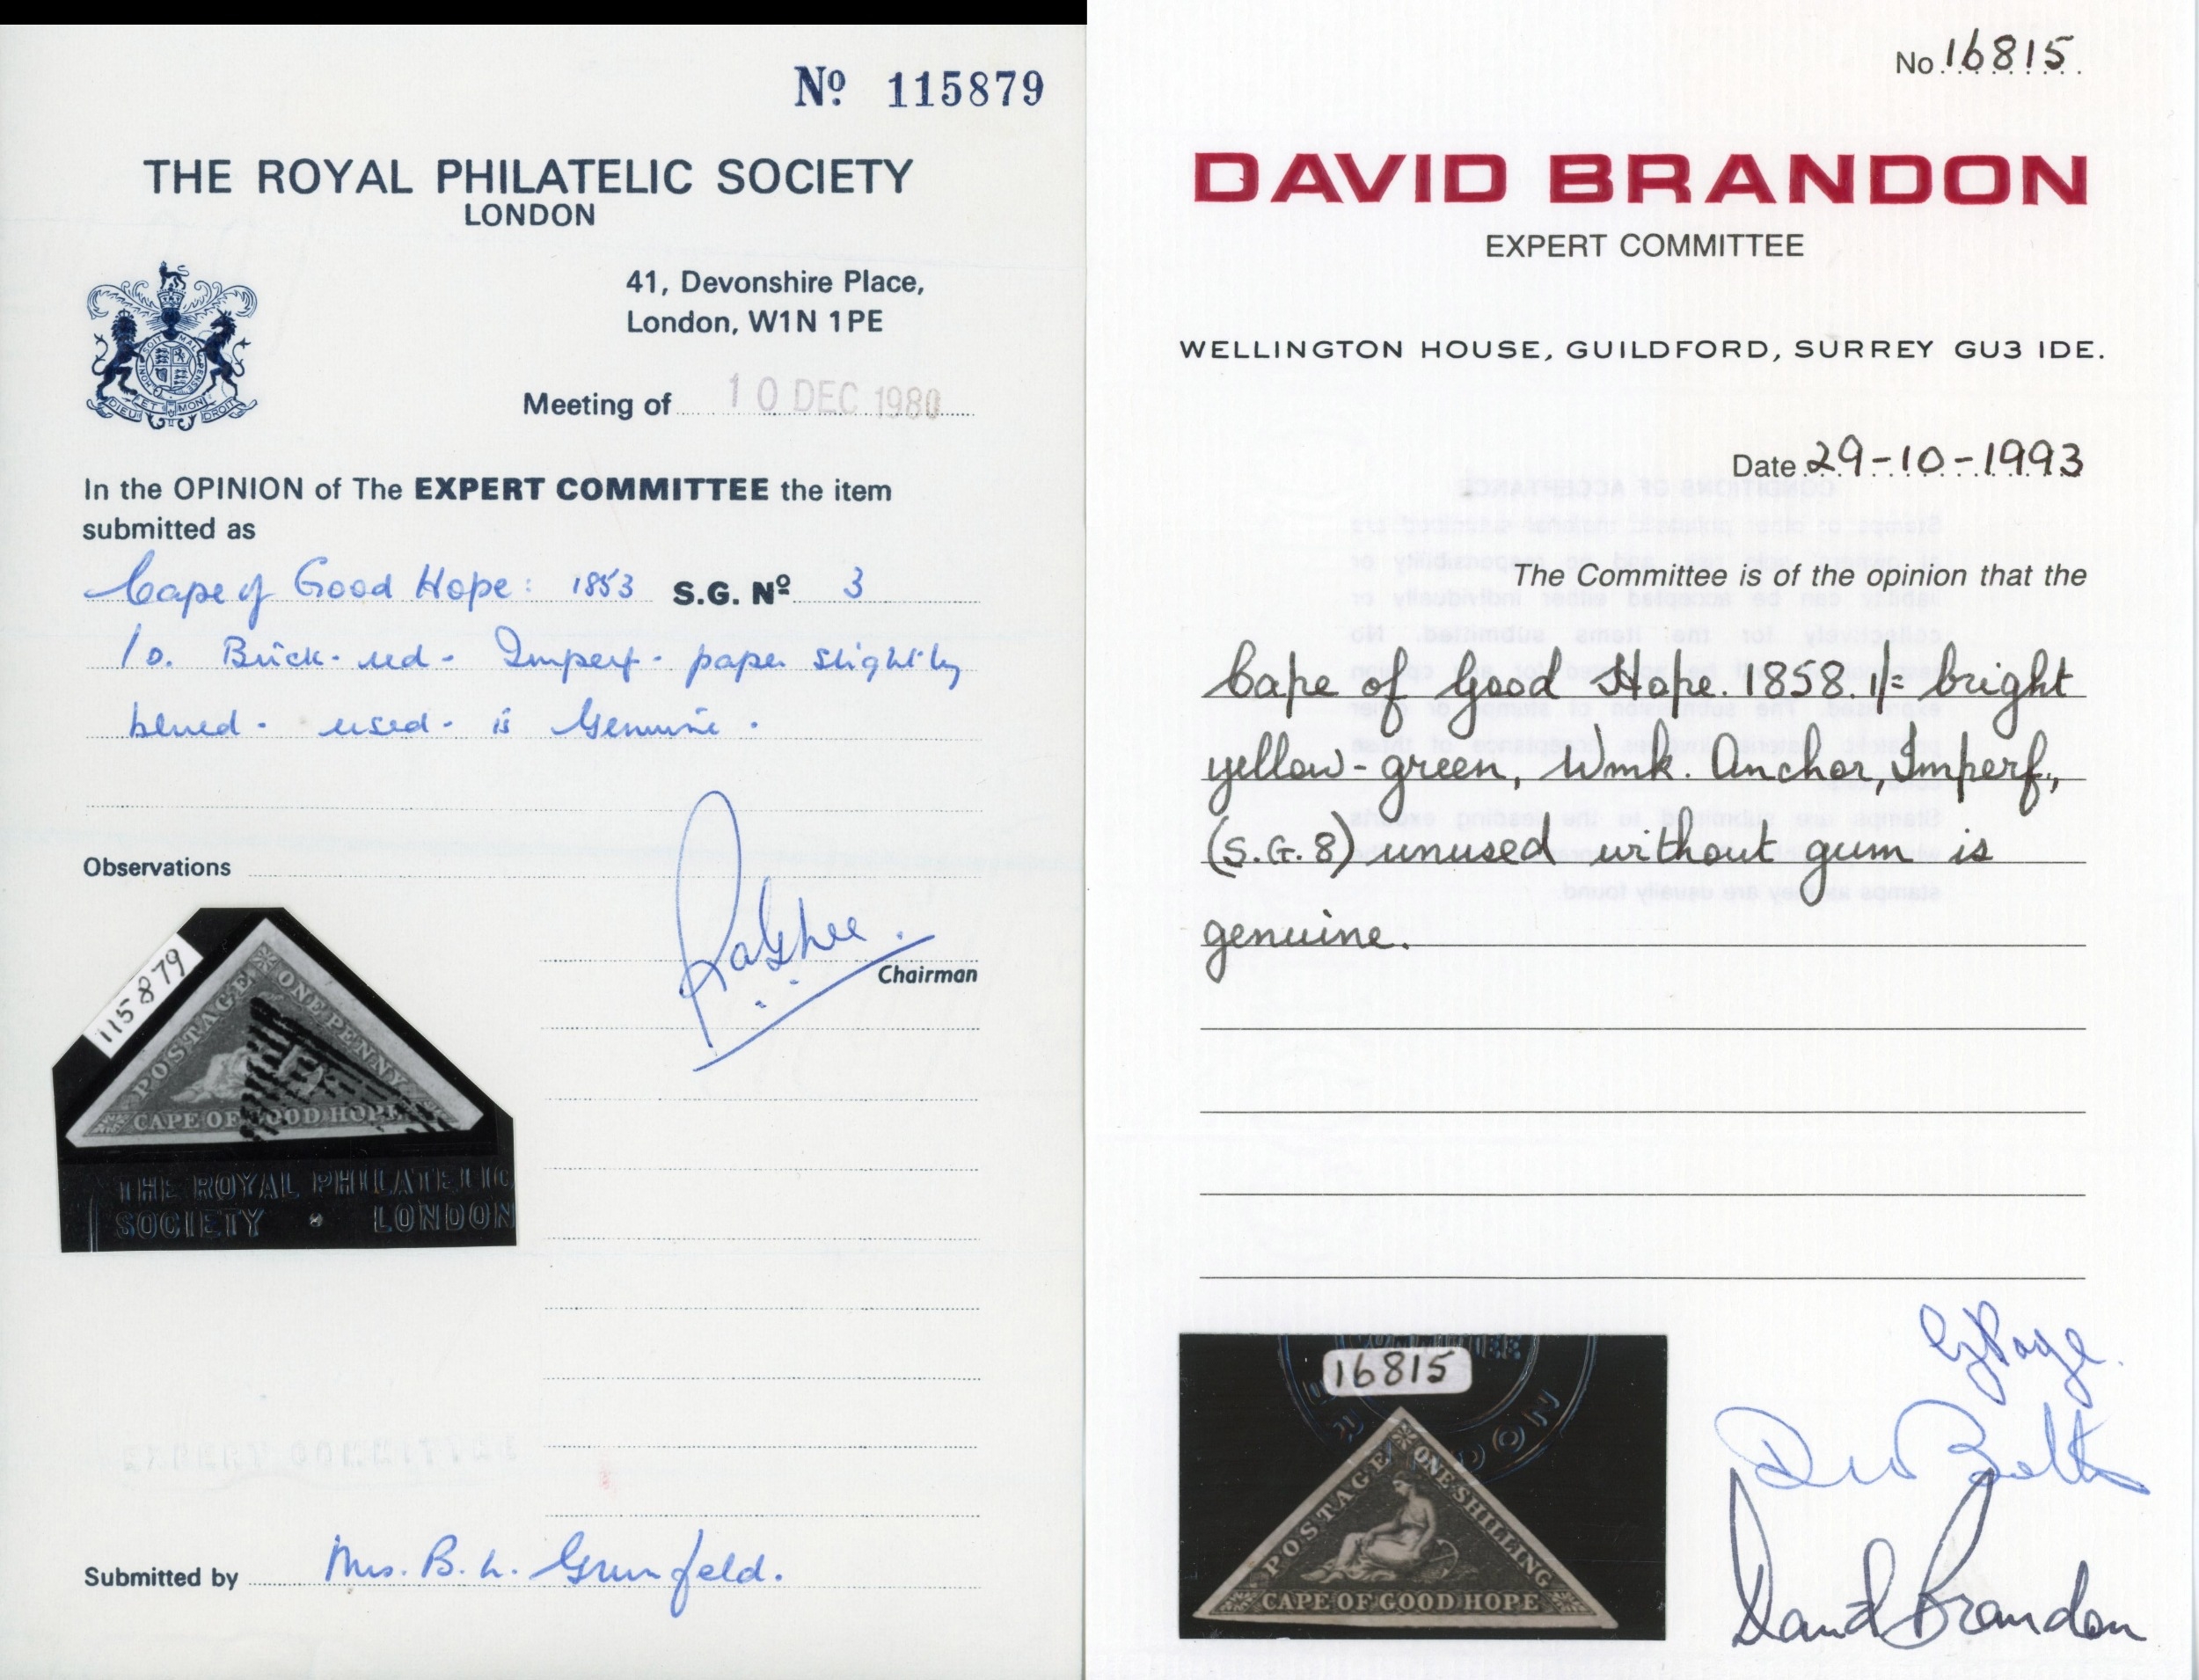 Nº 115879
THE ROYAL PHILATELIC SOCIETY
LONDON
41, Devonshire Place,
London, W1N 1PE
Meeting of 10 DEC 1980
In the OPINION of The EXPERT COMMITTEE the item
submitted as
Cape of Good Hope: 1853 S.G. Nº 3
1d. Brick-red - Imperf - paper slightly
blued - used - is Genuine.
Observations
Chairman
115879
POSTAGE
ONE PENNY
CAPE OF GOOD HOPE
THE ROYAL PHILATELIC
SOCIETY • LONDON
Submitted by Mrs. B. L. Grunfeld.
No 16815
DAVID BRANDON
EXPERT COMMITTEE
WELLINGTON HOUSE, GUILDFORD, SURREY GU3 1DE.
Date 29-10-1993
The Committee is of the opinion that the
Cape of Good Hope. 1858. 1/= bright
yellow-green, Wmk. Anchor, Imperf.,
(S.G. 8) unused without gum is
genuine.
16815
POSTAGE
ONE SHILLING
CAPE OF GOOD HOPE
David Brandon